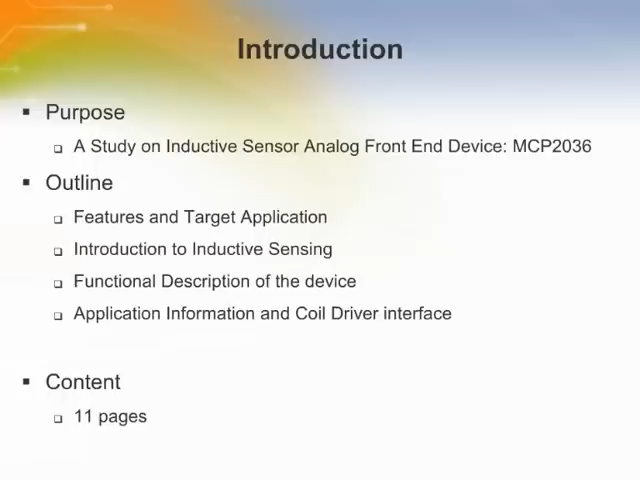 Introduction
Purpose
A Study on Inductive Sensor Analog Front End Device: MCP2036
Outline
Features and Target Application
Introduction to Inductive Sensing
Functional Description of the device
Application Information and Coil Driver interface
Content
11 pages